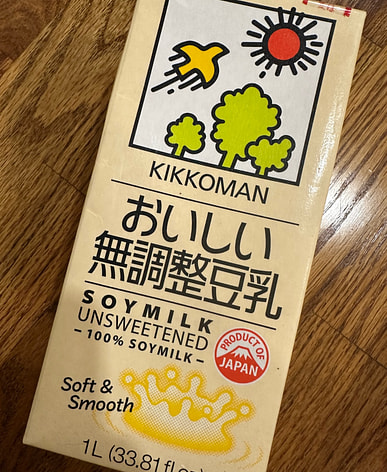 KIKKOMAN
おいしい
無調整豆乳
SOYMILK
UNSWEETENED
- 100% SOYMILK -
PRODUCT OF
JAPAN
Soft &
Smooth
1L (33.81 fl